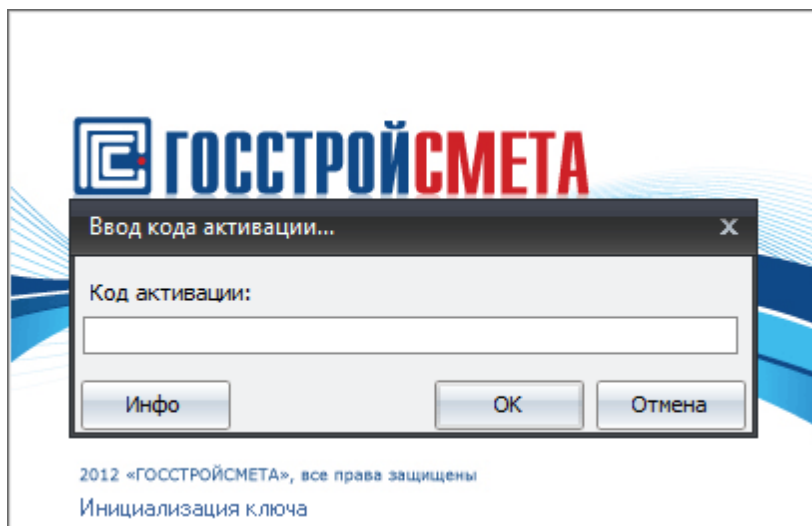 ГОССТРОЙСМЕТА
Ввод кода активации...
Код активации:
Инфо OK Отмена
2012 «ГОССТРОЙСМЕТА», все права защищены
Инициализация ключа